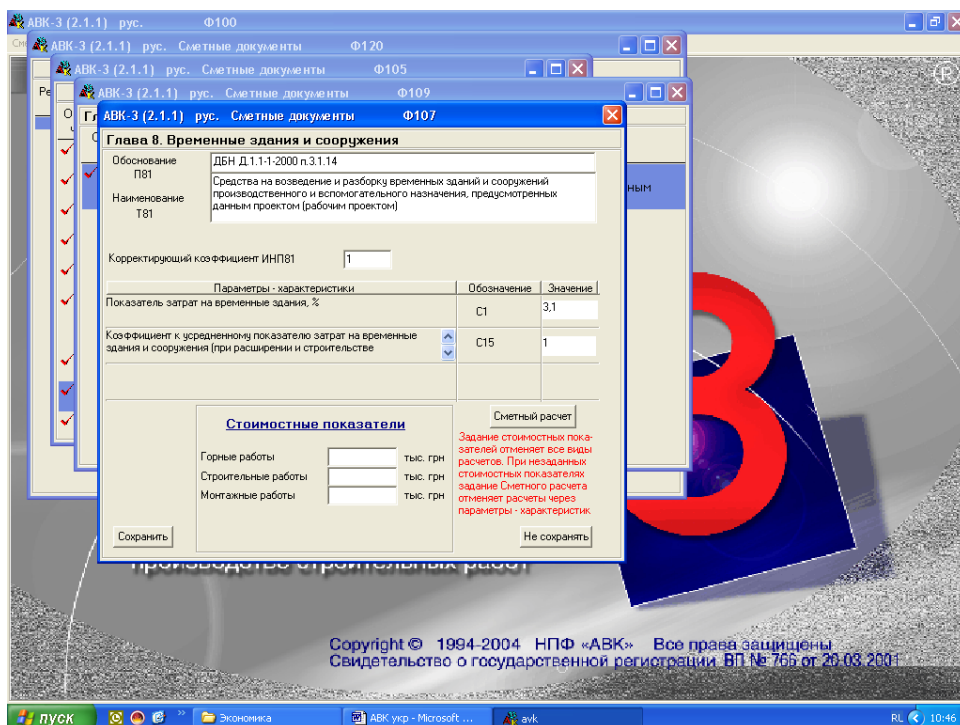 АВК-3 (2.1.1) рус. Ф100
АВК-3 (2.1.1) рус. Сметные документы Ф120
АВК-3 (2.1.1) рус. Сметные документы Ф105
АВК-3 (2.1.1) рус. Сметные документы Ф109
АВК-3 (2.1.1) рус. Сметные документы Ф107
Глава 8. Временные здания и сооружения
Обоснование
П81
ДБН Д.1.1-1-2000 п.3.1.14
Наименование
Т81
Средства на возведение и разборку временных зданий и сооружений
производственного и вспомогательного назначения, предусмотренных
данным проектом (рабочим проектом)
ным
Корректирующий коэффициент ИНП81 1
Параметры - характеристики Обозначение Значение
Показатель затрат на временные здания, % С1 3,1
Коэффициент к усредненному показателю затрат на временные
здания и сооружения (при расширении и строительстве С15 1
Стоимостные показатели
Горные работы тыс. грн
Строительные работы тыс. грн
Монтажные работы тыс. грн
Сметный расчет
Задание стоимостных пока-
зателей отменяет все виды
расчетов. При незаданных
стоимостных показателях
задание Сметного расчета
отменяет расчеты через
параметры - характеристик
Сохранить Не сохранять
производстве строительных работ
Copyright © 1994-2004 НПФ «АВК» Все права защищены
Свидетельство о государственной регистрации ВП № 766 от 20.03.2001
®
пуск Экономика АВК укр - Microsoft ... avk RL 10:46